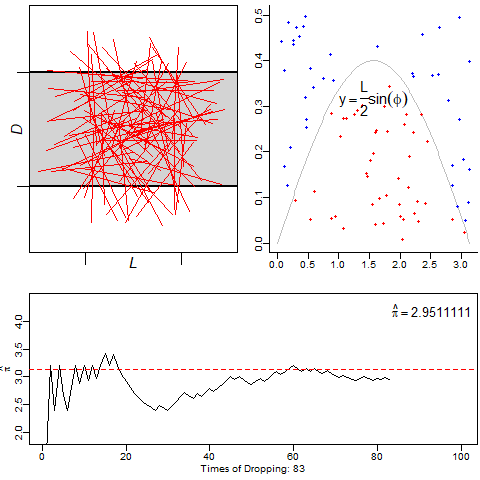 D
L
y = L/2 sin(ϕ)
0.0 0.1 0.2 0.3 0.4 0.5
0.0 0.5 1.0 1.5 2.0 2.5 3.0
π̂ = 2.9511111
π̂
2.0 2.5 3.0 3.5 4.0
0 20 40 60 80 100
Times of Dropping: 83